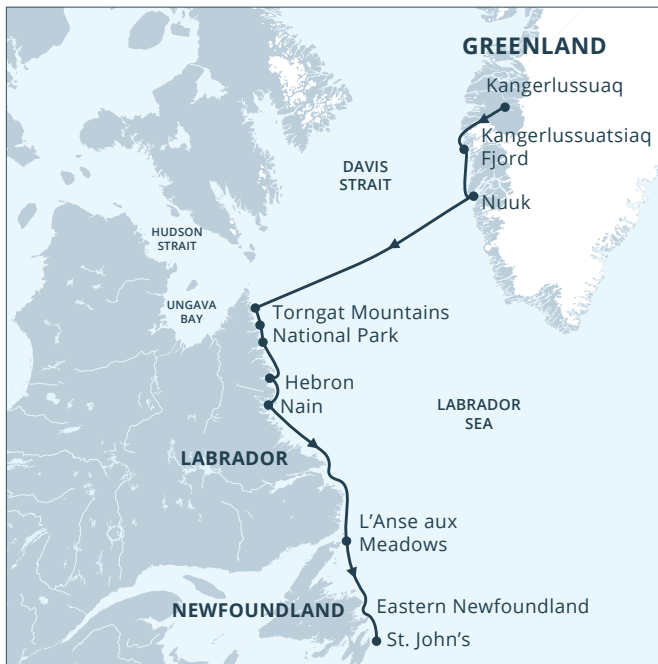 GREENLAND
Kangerlussuaq
Kangerlussuatsiaq
Fjord
DAVIS
STRAIT
Nuuk
HUDSON
STRAIT
UNGAVA
BAY
Torngat Mountains
National Park
Hebron
Nain
LABRADOR
SEA
LABRADOR
L’Anse aux
Meadows
NEWFOUNDLAND
Eastern Newfoundland
St. John’s